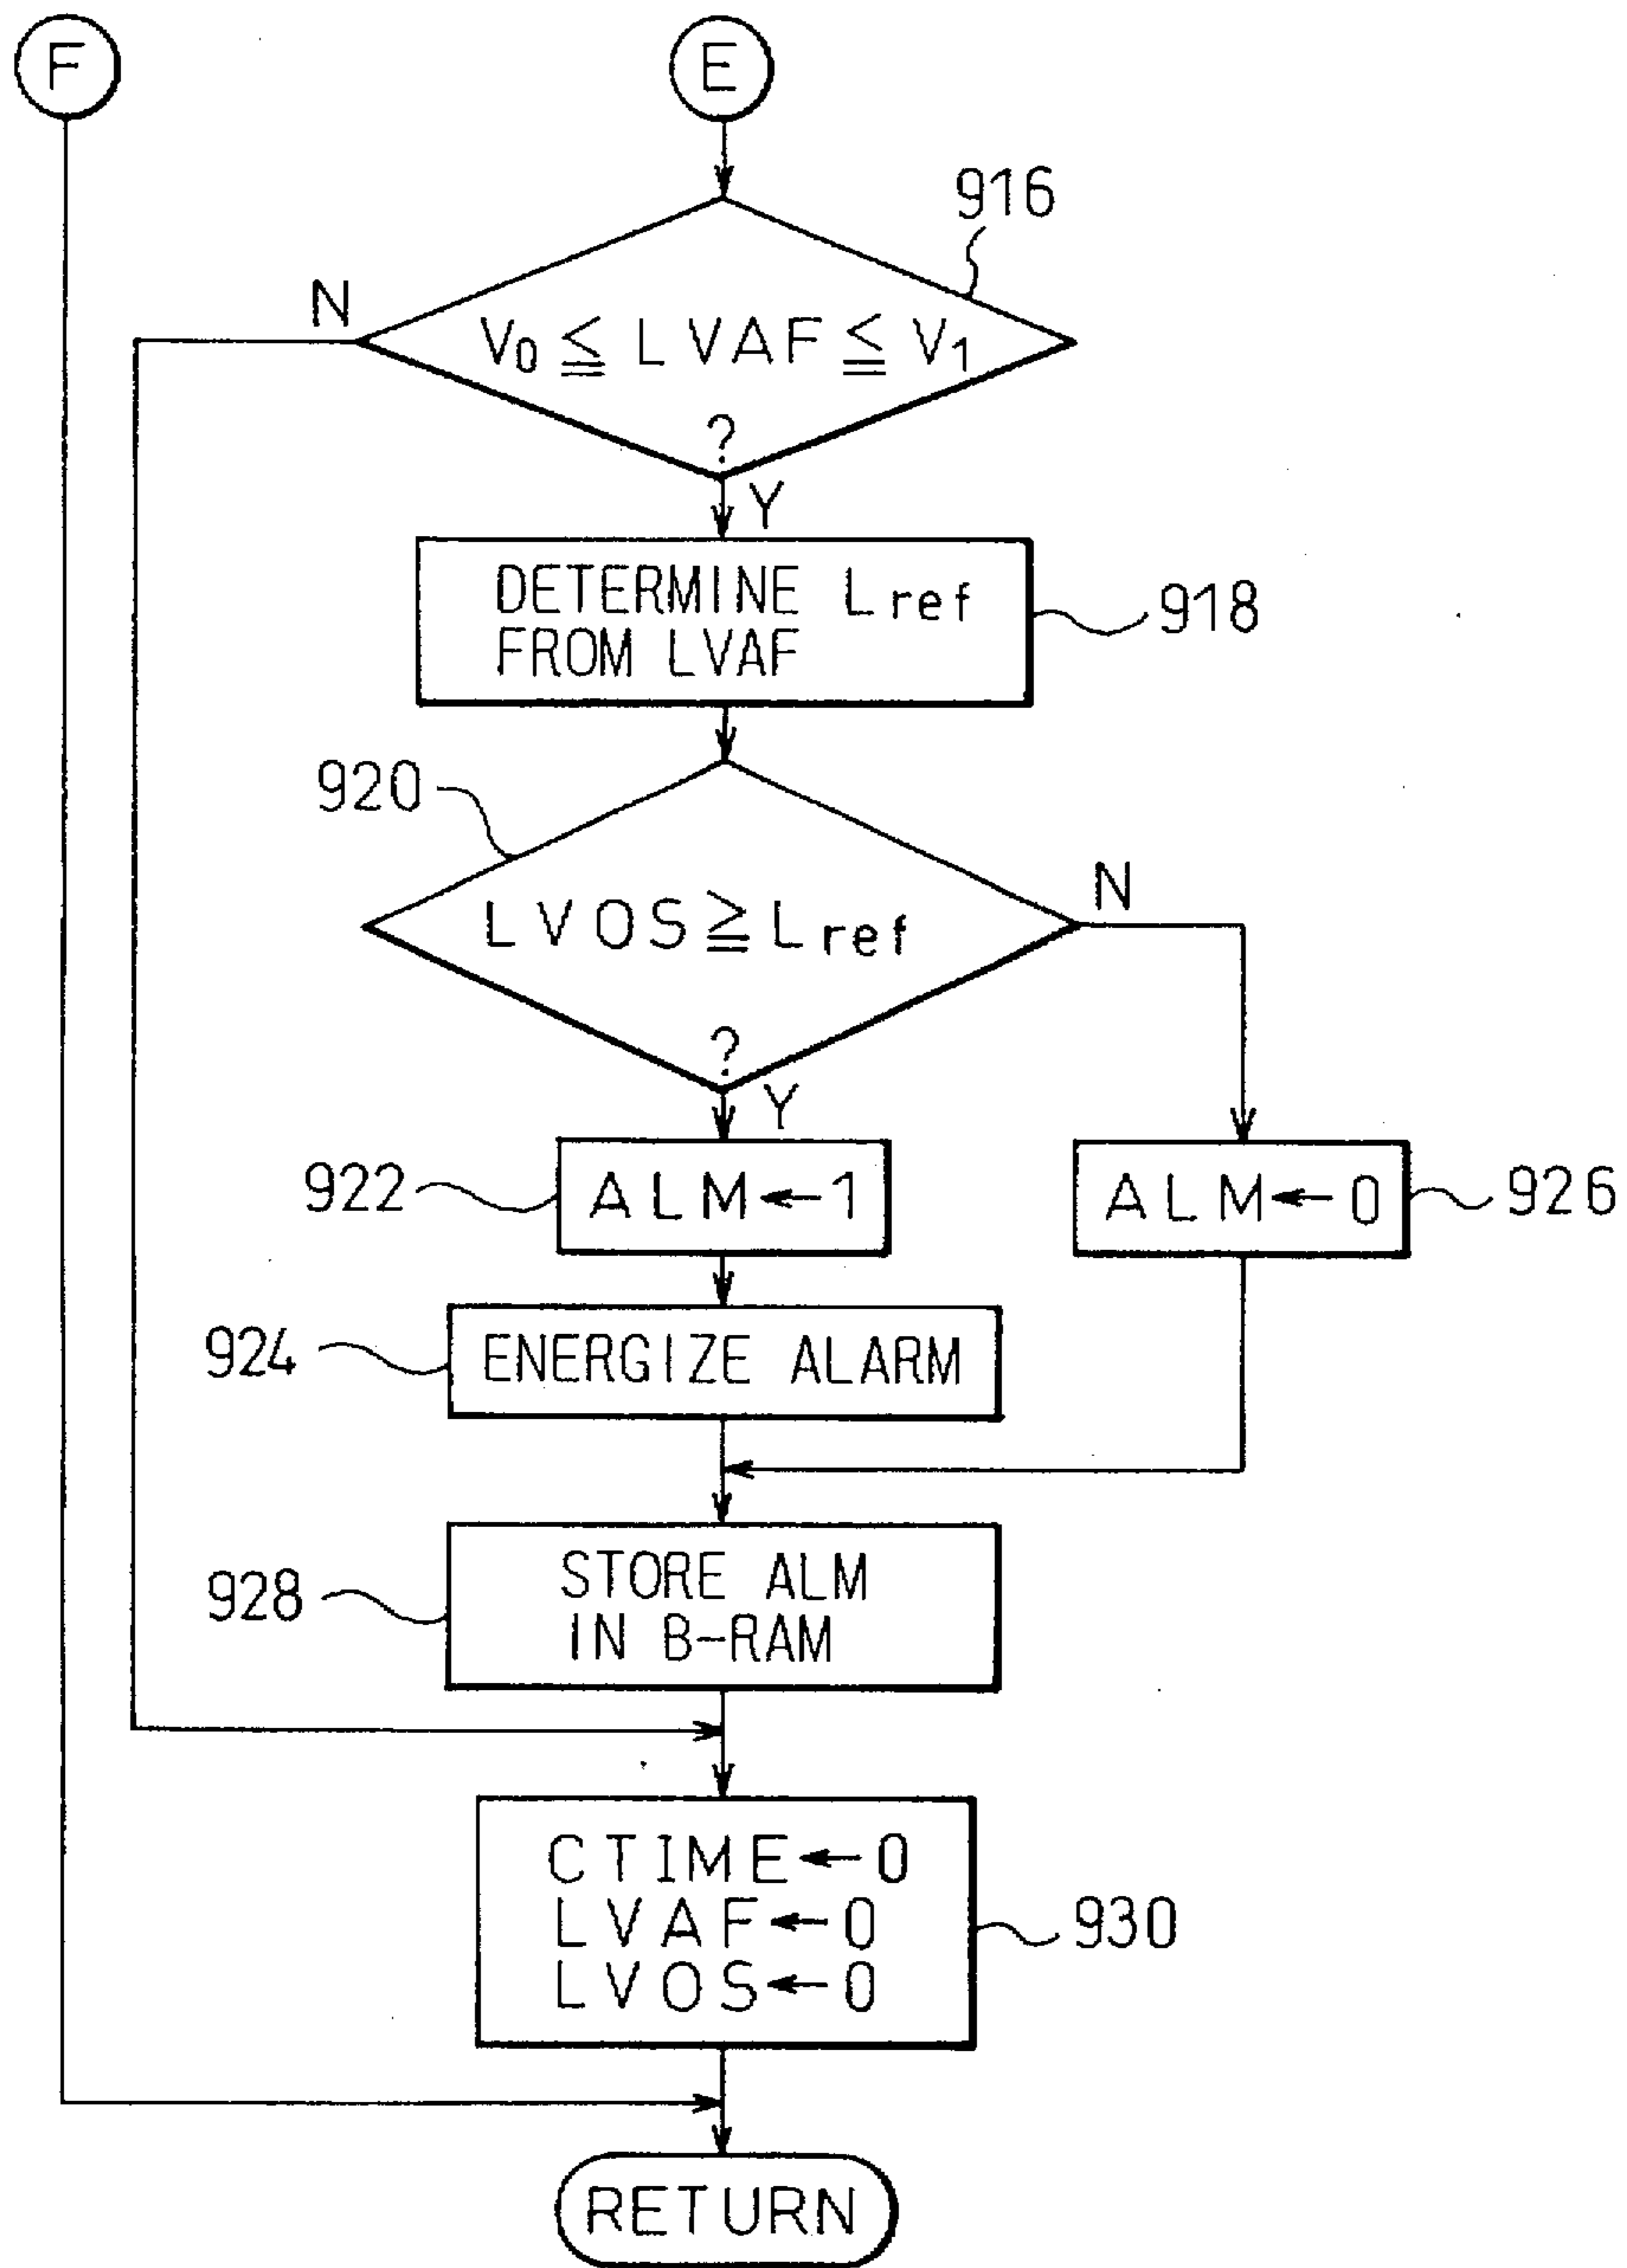 F
E
916
N
V₀ ≦ LVAF ≦ V₁
?
Y
DETERMINE Lref
FROM LVAF
918
920
N
LVOS ≧ Lref
?
Y
922
ALM ← 1
ALM ← 0
926
924
ENERGIZE ALARM
928
STORE ALM
IN B-RAM
CTIME ← 0
LVAF ← 0
LVOS ← 0
930
RETURN